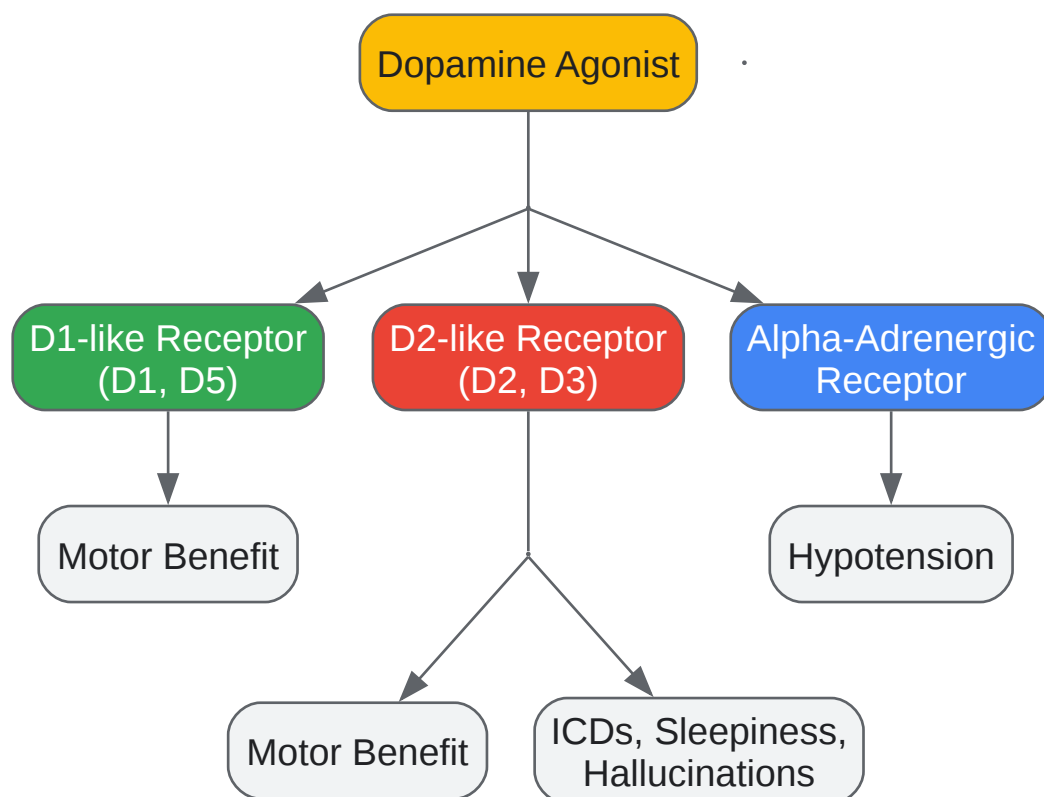 Dopamine Agonist
D1-like Receptor
(D1, D5)
D2-like Receptor
(D2, D3)
Alpha-Adrenergic
Receptor
Motor Benefit
Hypotension
Motor Benefit
ICDs, Sleepiness,
Hallucinations